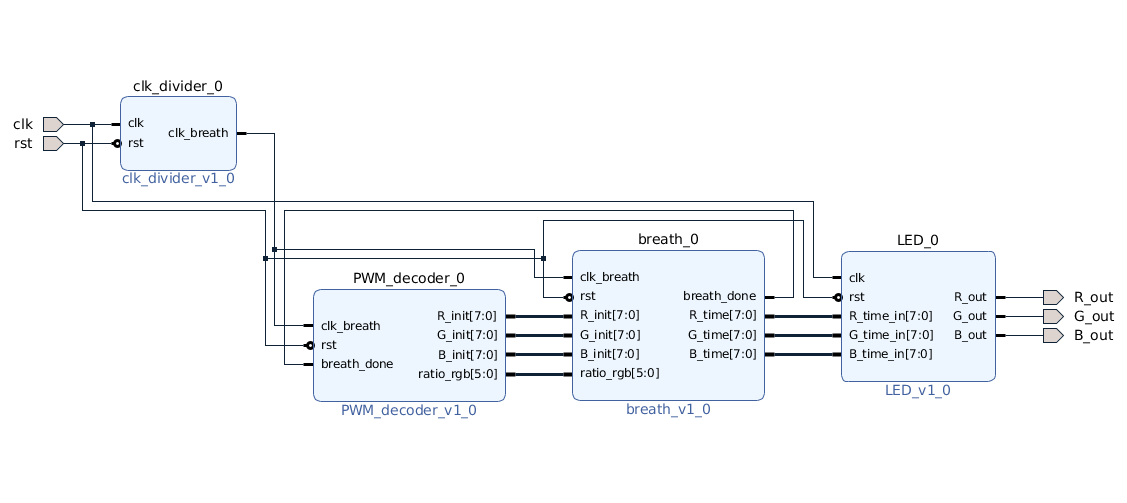 clk
rst
clk_divider_0
clk
rst
clk_breath
clk_divider_v1_0
PWM_decoder_0
clk_breath
rst
breath_done
R_init[7:0]
G_init[7:0]
B_init[7:0]
ratio_rgb[5:0]
PWM_decoder_v1_0
breath_0
clk_breath
rst
R_init[7:0]
G_init[7:0]
B_init[7:0]
ratio_rgb[5:0]
breath_done
R_time[7:0]
G_time[7:0]
B_time[7:0]
breath_v1_0
LED_0
clk
rst
R_time_in[7:0]
G_time_in[7:0]
B_time_in[7:0]
R_out
G_out
B_out
LED_v1_0
R_out
G_out
B_out